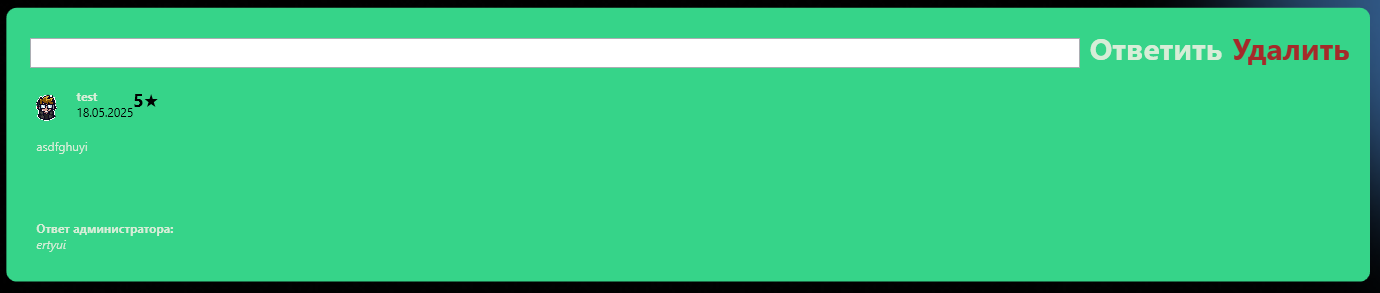 Ответить Удалить
test
5★
18.05.2025
asdfghuyi
Ответ администратора:
ertyui